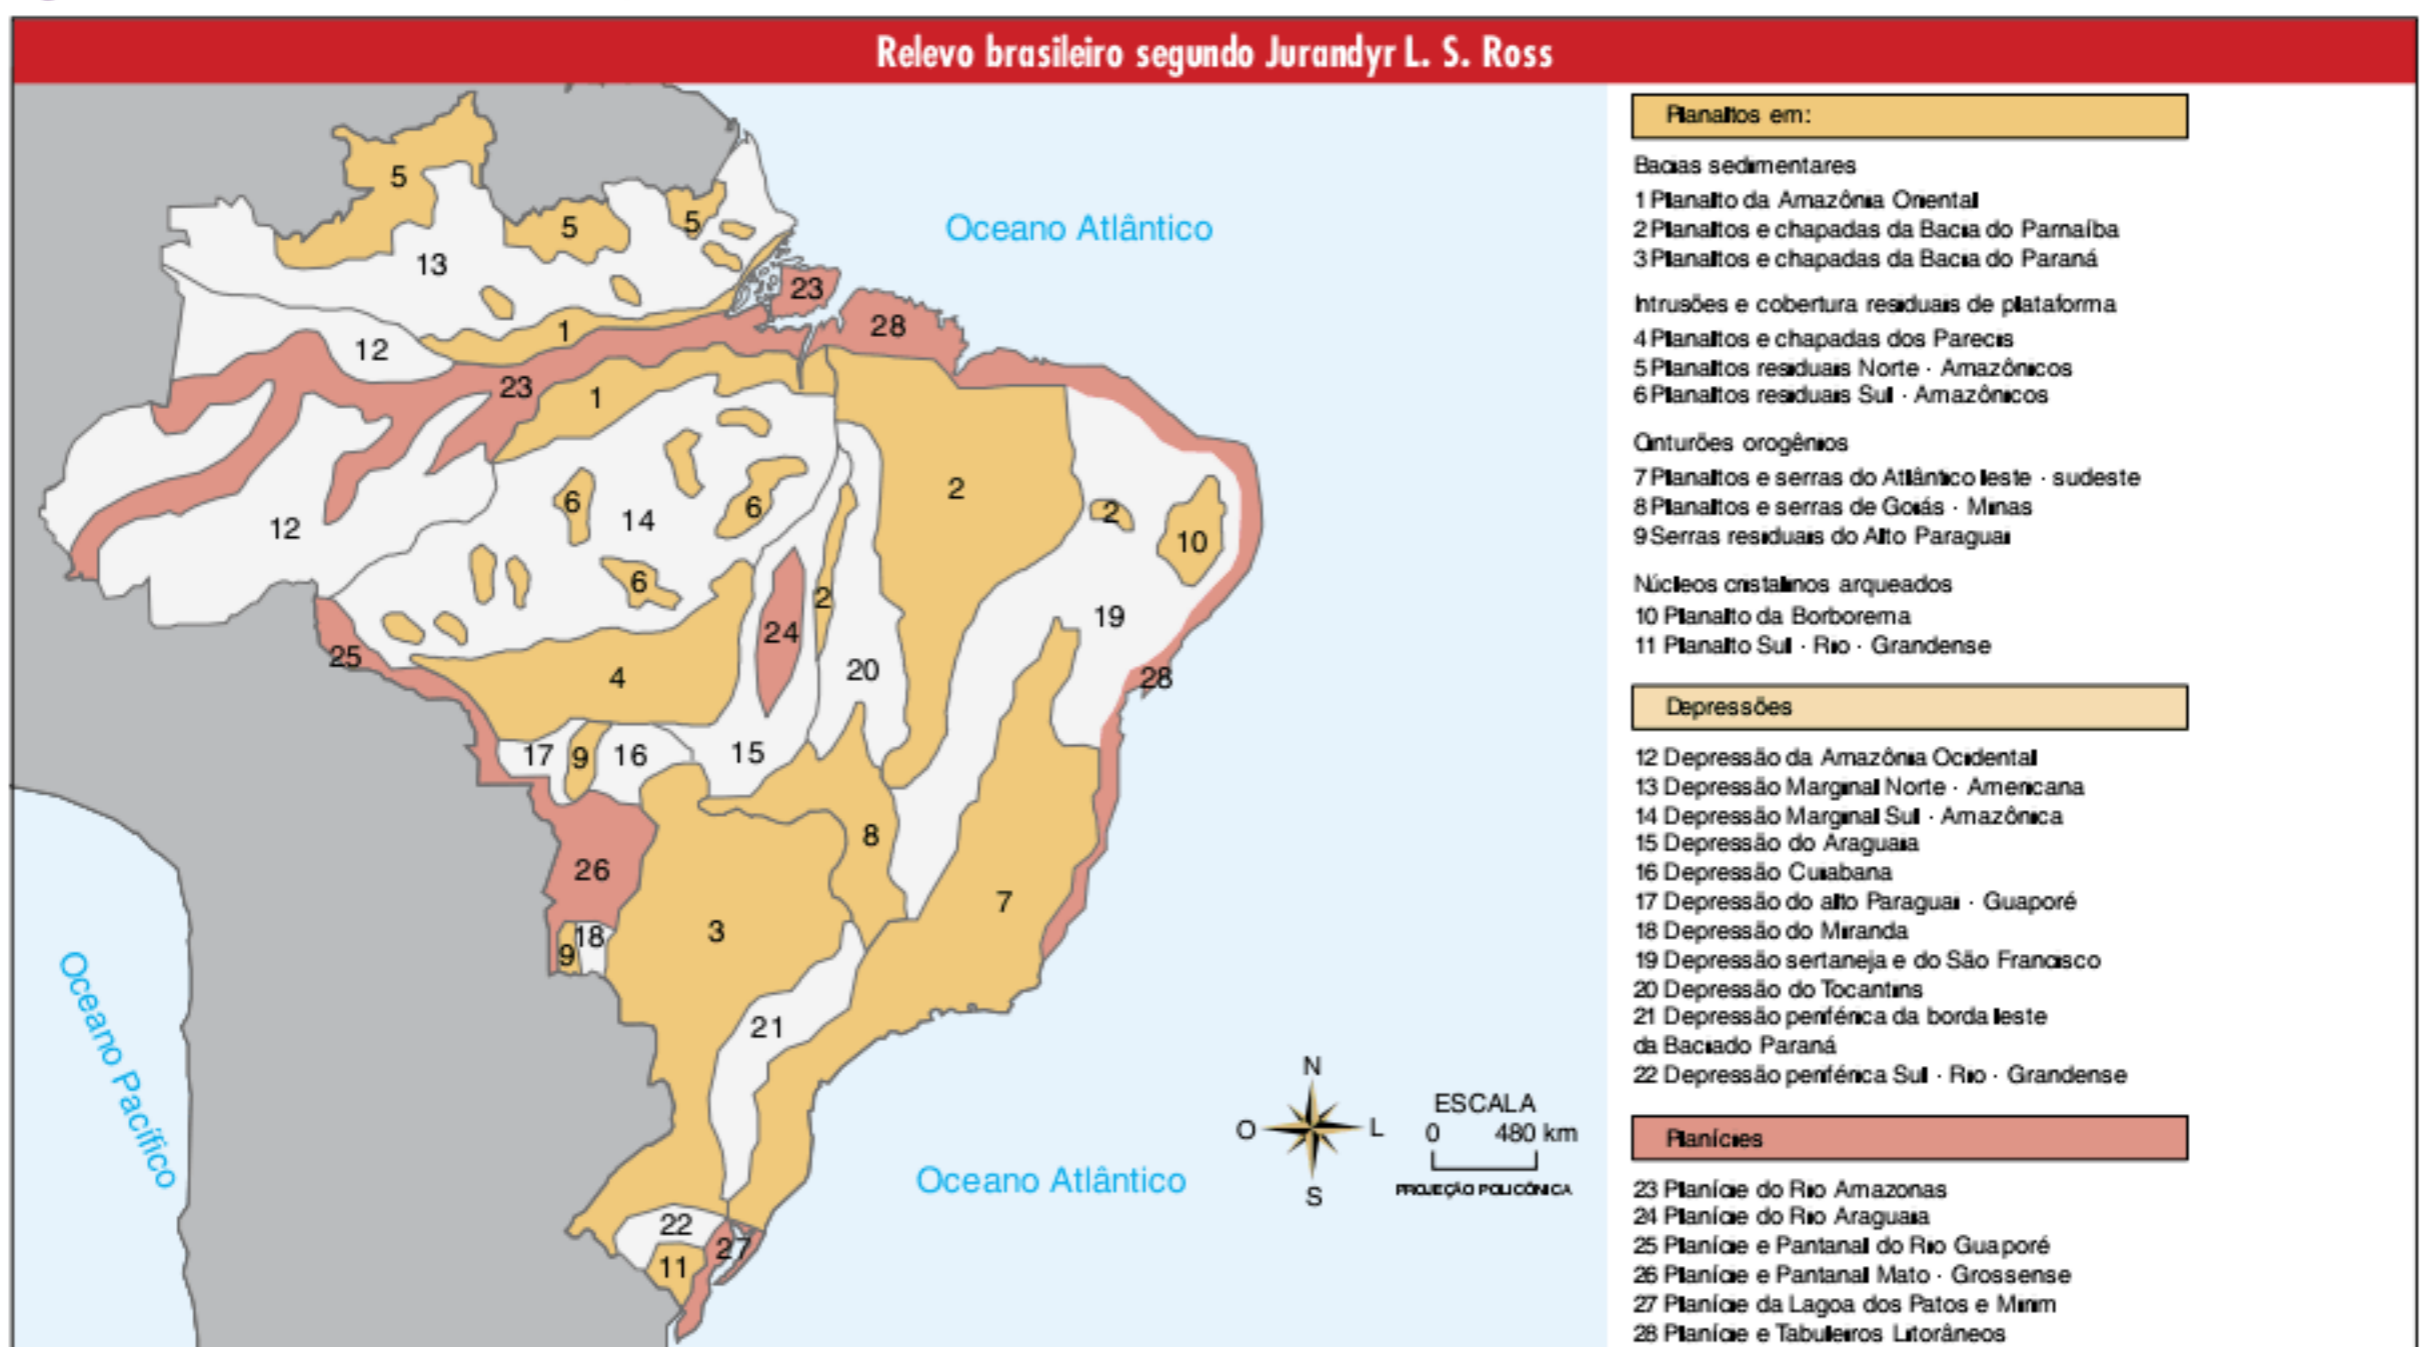 Relevo brasileiro segundo Jurandyr L. S. Ross
5
5
5
13
Oceano Atlântico
23
28
1
12
23
1
2
6
14
6
2
10
12
6
2
19
24
25
4
20
28
17
9
16
15
8
26
7
3
18
9
21
Oceano Pacífico
Oceano Atlântico
22
27
11
N
O
L
S
ESCALA
0 480 km
PROJEÇÃO POLICÔNICA
Planaltos em:
Bacias sedimentares
1 Planalto da Amazônia Oriental
2 Planaltos e chapadas da Bacia do Parnaíba
3 Planaltos e chapadas da Bacia do Paraná
Intrusões e cobertura residuais de plataforma
4 Planaltos e chapadas dos Parecis
5 Planaltos residuais Norte - Amazônicos
6 Planaltos residuais Sul - Amazônicos
Cinturões orogênios
7 Planaltos e serras do Atlântico leste - sudeste
8 Planaltos e serras de Goiás - Minas
9 Serras residuais do Alto Paraguai
Núcleos cristalinos arqueados
10 Planalto da Borborema
11 Planalto Sul - Rio - Grandense
Depressões
12 Depressão da Amazônia Ocidental
13 Depressão Marginal Norte - Americana
14 Depressão Marginal Sul - Amazônica
15 Depressão do Araguaia
16 Depressão Cuiabana
17 Depressão do alto Paraguai - Guaporé
18 Depressão do Miranda
19 Depressão sertaneja e do São Francisco
20 Depressão do Tocantins
21 Depressão periférica da borda leste
da Bacia do Paraná
22 Depressão periférica Sul - Rio - Grandense
Planícies
23 Planície do Rio Amazonas
24 Planície do Rio Araguaia
25 Planície e Pantanal do Rio Guaporé
26 Planície e Pantanal Mato - Grossense
27 Planície da Lagoa dos Patos e Mirim
28 Planície e Tabuleiros Litorâneos